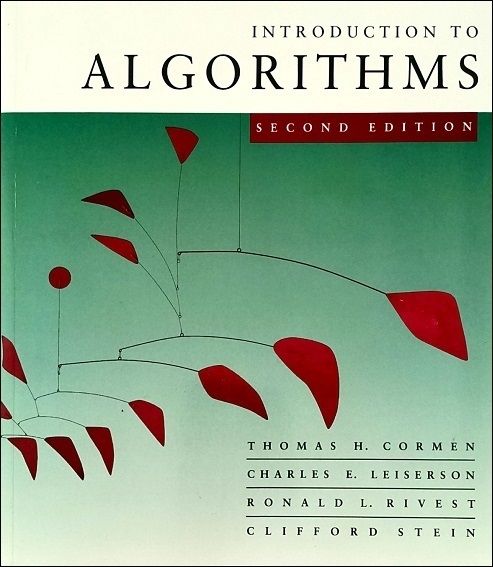 INTRODUCTION TO
ALGORITHMS
SECOND EDITION
THOMAS H. CORMEN
CHARLES E. LEISERSON
RONALD L. RIVEST
CLIFFORD STEIN